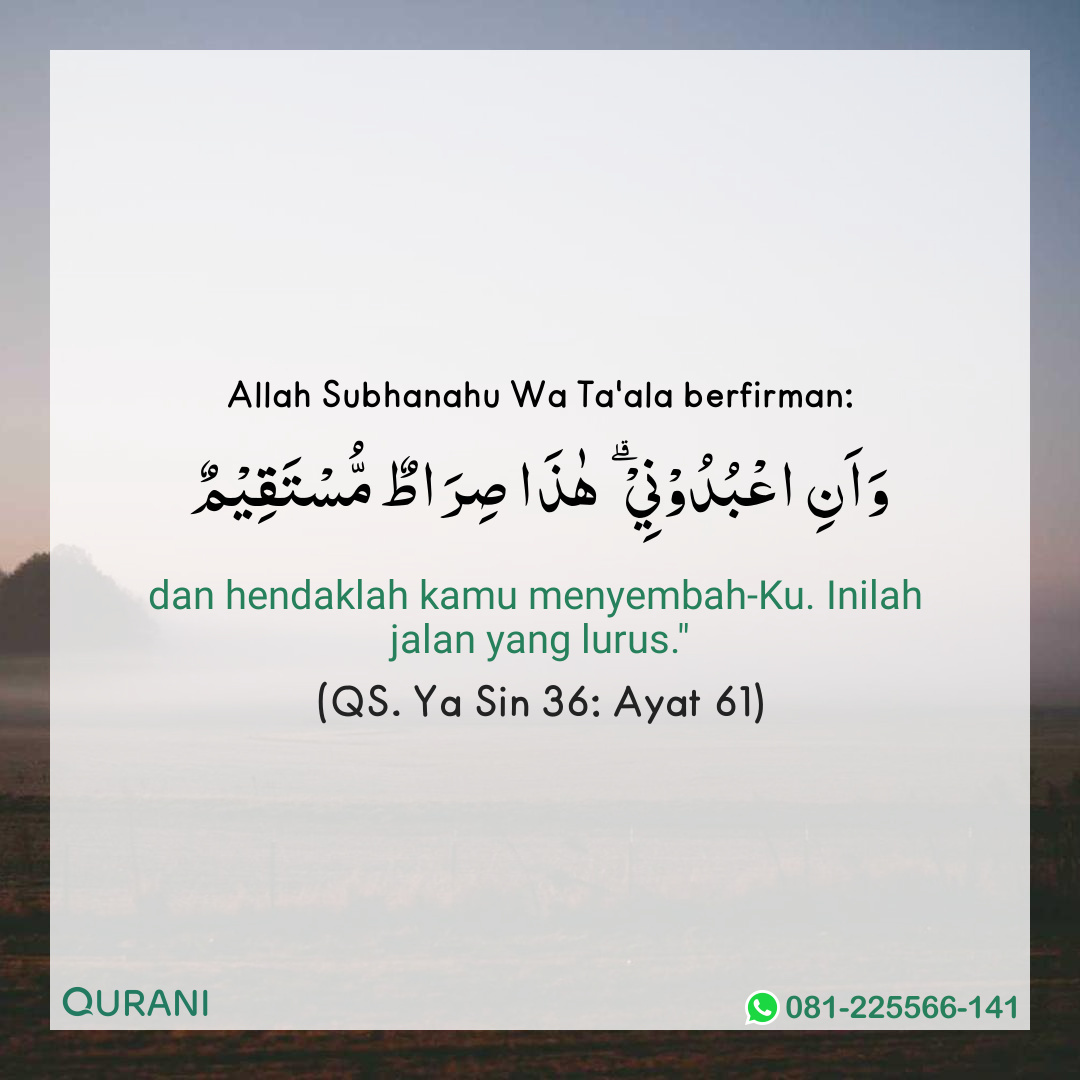 Allah Subhanahu Wa Ta'ala berfirman:
وَاَنِ اعْبُدُوْنِيْ ۗ هٰذَا صِرَاطٌ مُّسْتَقِيْمٌ
dan hendaklah kamu menyembah-Ku. Inilah
jalan yang lurus."
(QS. Ya Sin 36: Ayat 61)
QURANI
081-225566-141